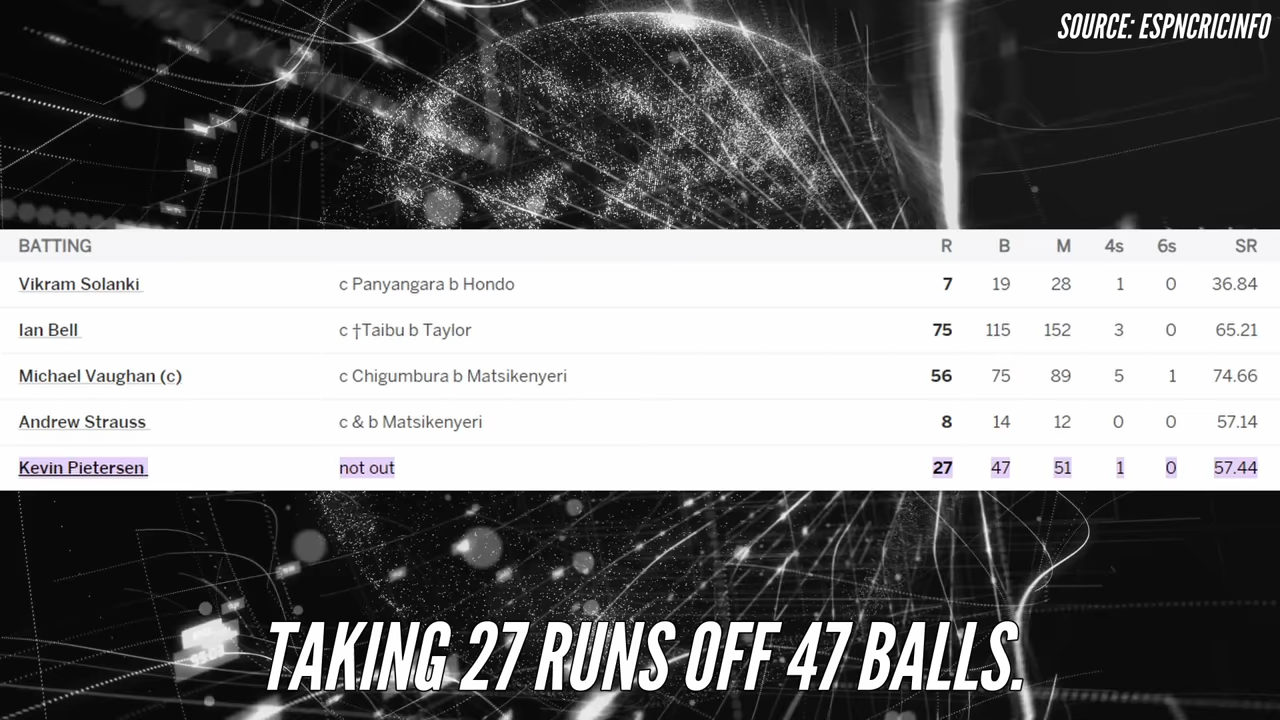 SOURCE: ESPNCRICINFO
BATTING R B M 4s 6s SR
Vikram Solanki c Panyangara b Hondo 7 19 28 1 0 36.84
Ian Bell c †Taibu b Taylor 75 115 152 3 0 65.21
Michael Vaughan (c) c Chigumbura b Matsikenyeri 56 75 89 5 1 74.66
Andrew Strauss c & b Matsikenyeri 8 14 12 0 0 57.14
Kevin Pietersen not out 27 47 51 1 0 57.44
TAKING 27 RUNS OFF 47 BALLS.